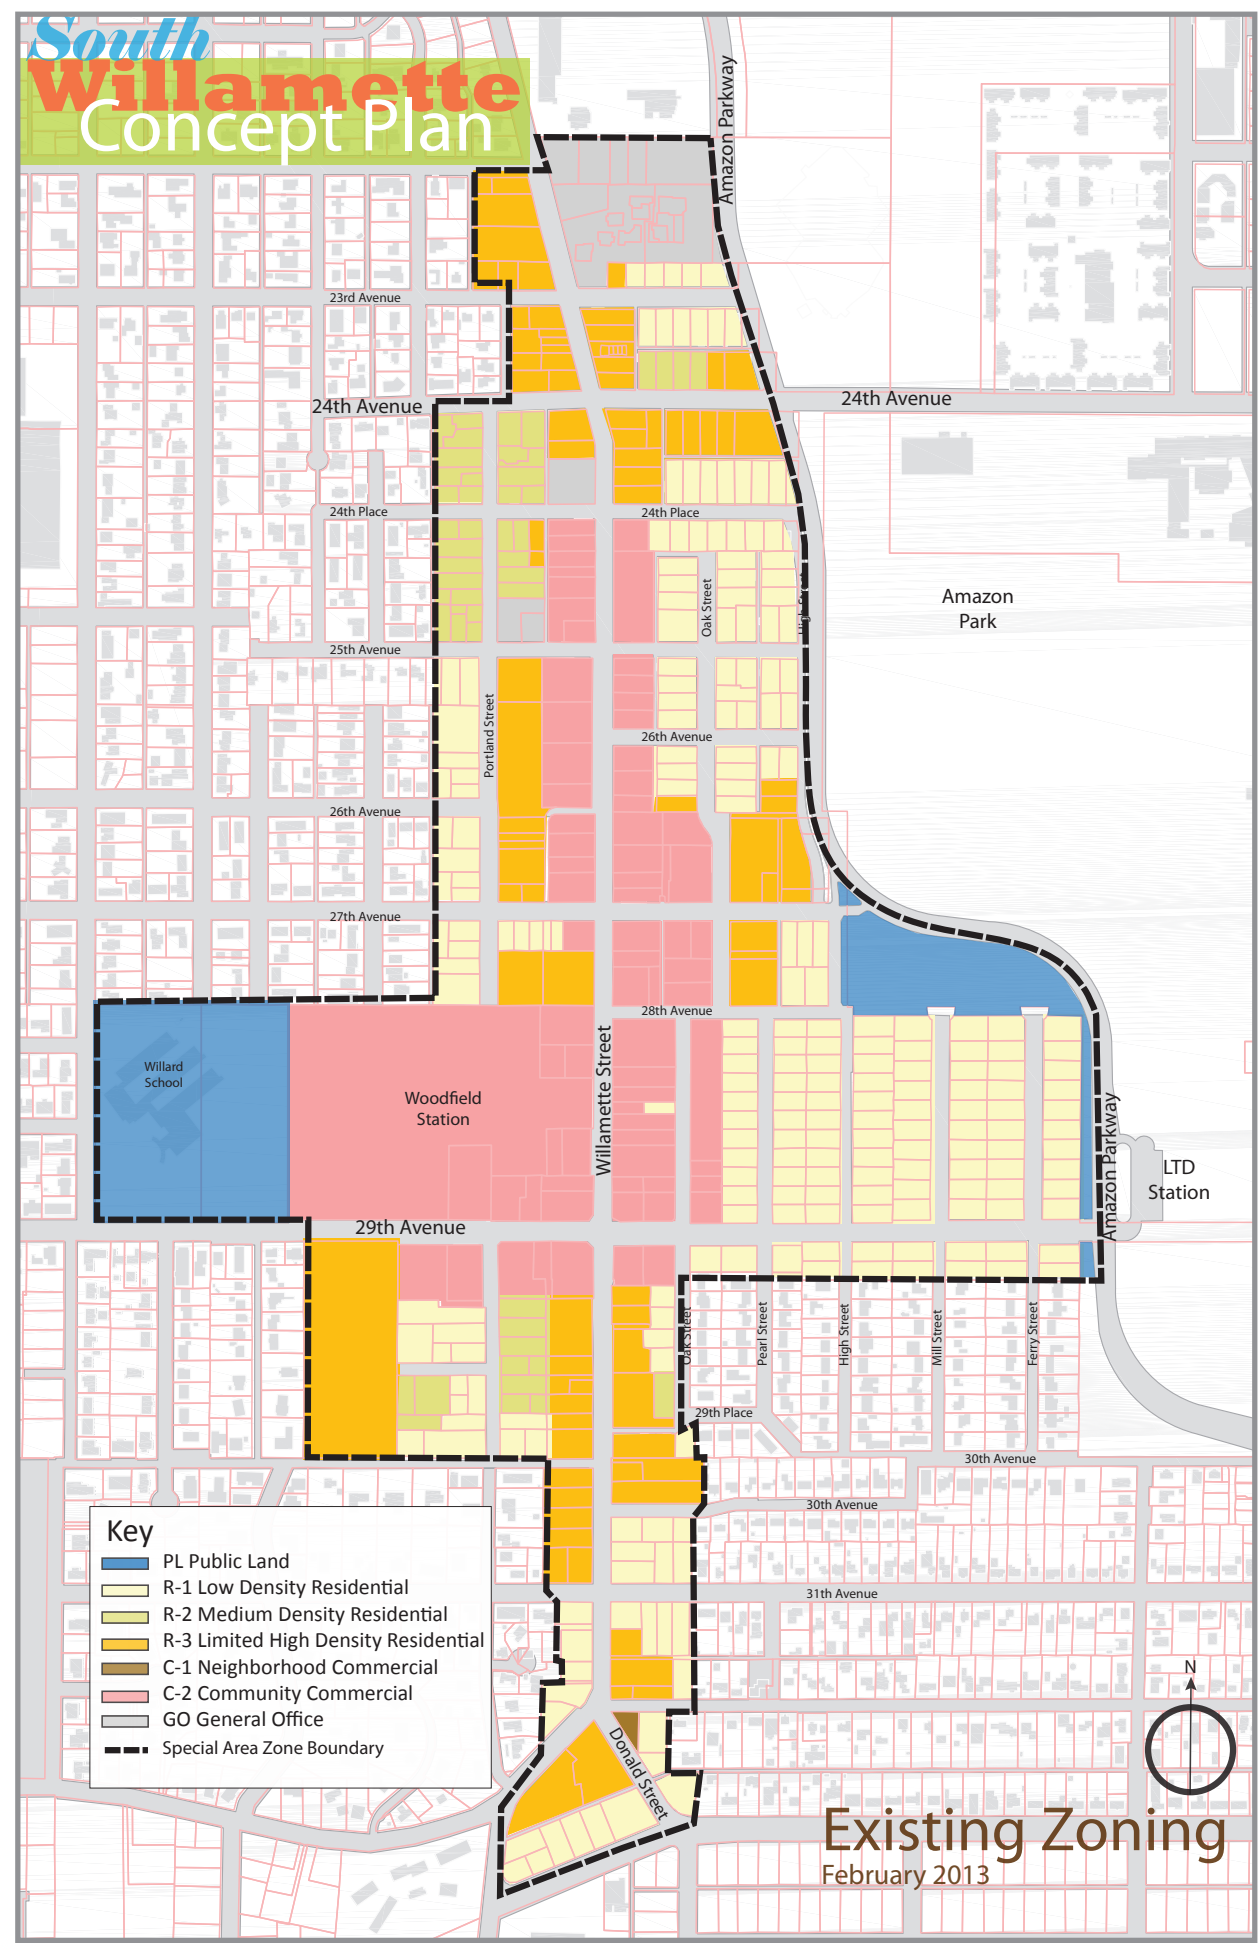 South
Willamette
Concept Plan
Amazon Parkway
23rd Avenue
24th Avenue
24th Avenue
24th Place
24th Place
Oak Street
High Street
Amazon
Park
25th Avenue
Portland Street
26th Avenue
26th Avenue
27th Avenue
28th Avenue
Willard
School
Woodfield
Station
Willamette Street
Amazon Parkway
LTD
Station
29th Avenue
Oak Street
Pearl Street
High Street
Mill Street
Ferry Street
29th Place
30th Avenue
30th Avenue
31th Avenue
Donald Street
Key
PL Public Land
R-1 Low Density Residential
R-2 Medium Density Residential
R-3 Limited High Density Residential
C-1 Neighborhood Commercial
C-2 Community Commercial
GO General Office
Special Area Zone Boundary
N
Existing Zoning
February 2013